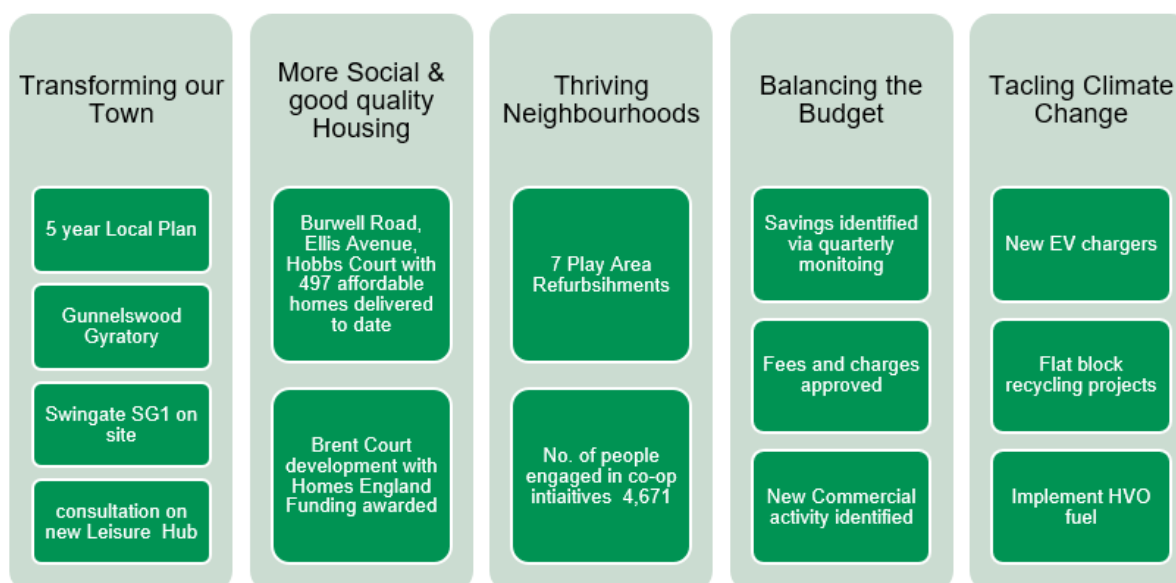 Transforming our
Town
5 year Local Plan
Gunnelswood
Gyratory
Swingate SG1 on
site
consultation on
new Leisure Hub
More Social &
good quality
Housing
Burwell Road,
Ellis Avenue,
Hobbs Court with
497 affordable
homes delivered
to date
Brent Court
development with
Homes England
Funding awarded
Thriving
Neighbourhoods
7 Play Area
Refurbsihments
No. of people
engaged in co-op
intiaitives 4,671
Balancing the
Budget
Savings identified
via quarterly
monitoing
Fees and charges
approved
New Commercial
activity identified
Tacling Climate
Change
New EV chargers
Flat block
recycling projects
Implement HVO
fuel